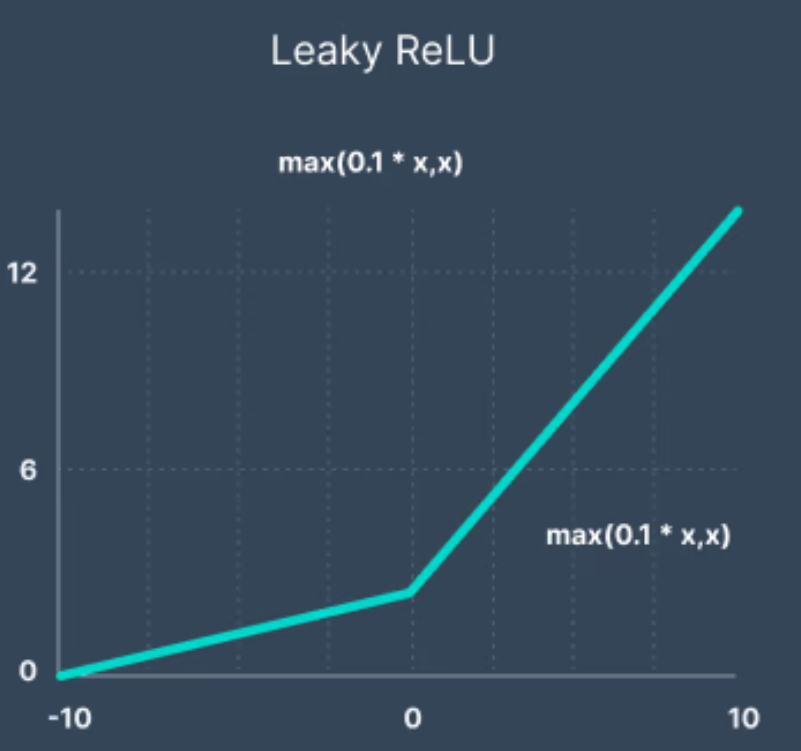 Leaky ReLU
max(0.1 * x,x)
12
6
max(0.1 * x,x)
0
-10 0 10